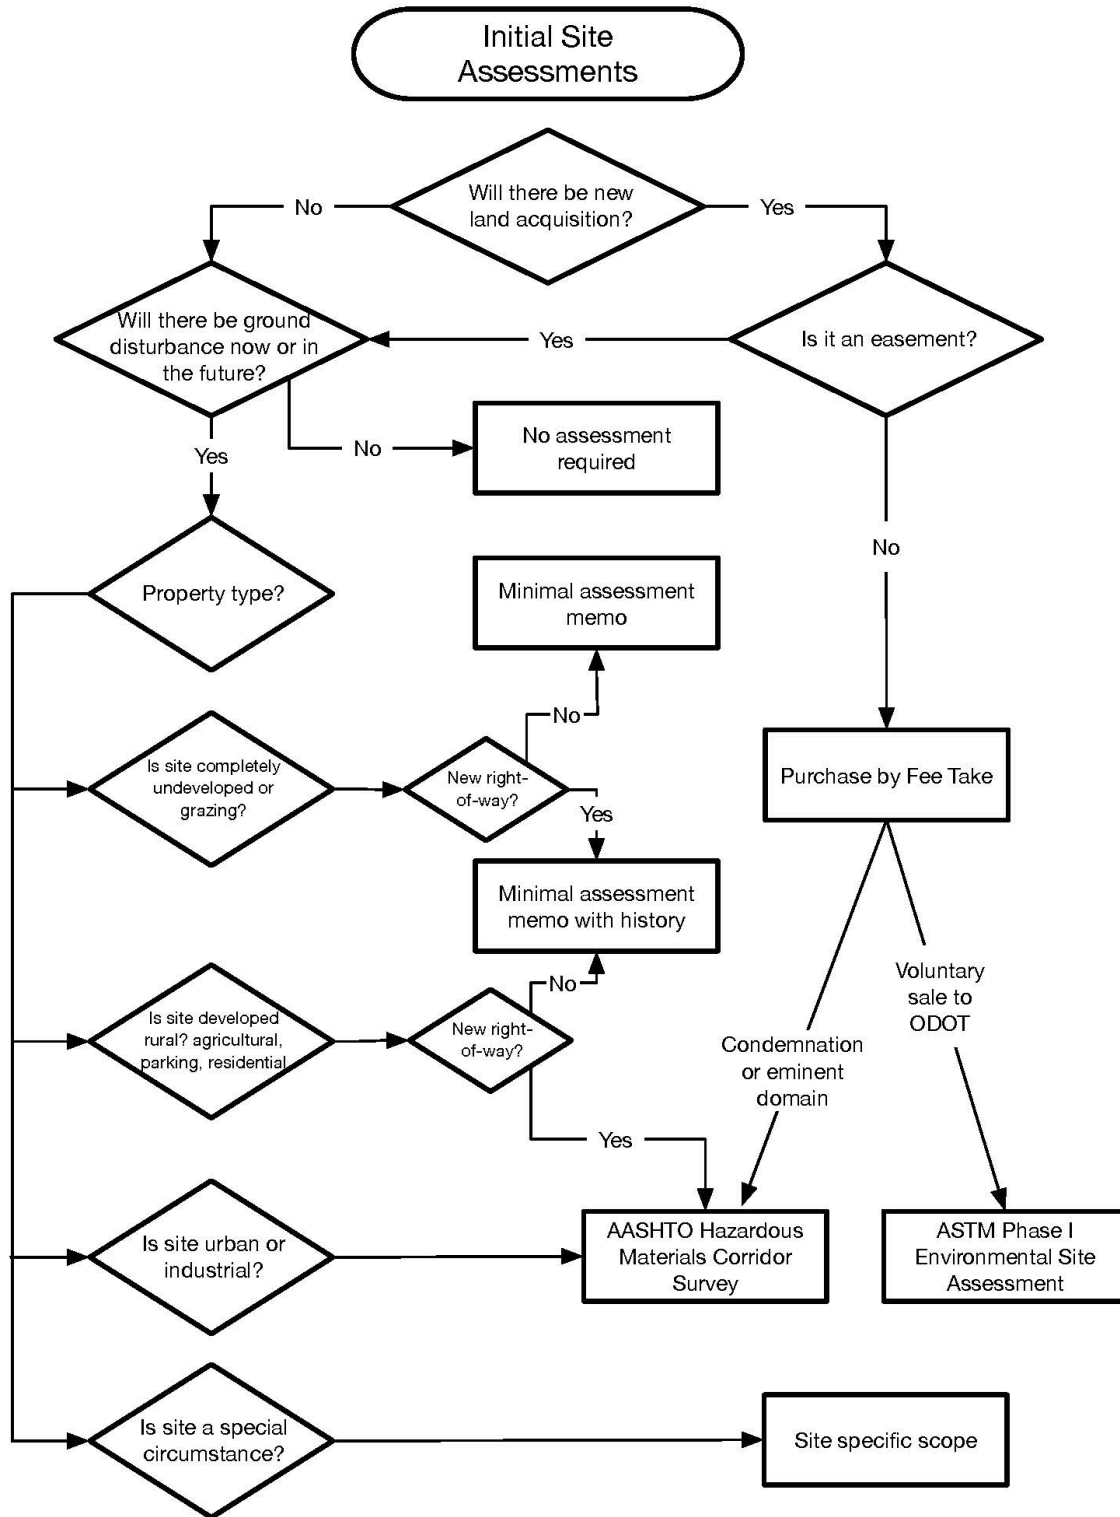 Initial Site
Assessments
Will there be new
land acquisition?
No
Yes
Will there be ground
disturbance now or in
the future?
Yes
Is it an easement?
No
No assessment
required
Yes
No
Property type?
Minimal assessment
memo
No
Is site completely
undeveloped or
grazing?
New right-
of-way?
Yes
Purchase by Fee Take
Minimal assessment
memo with history
No
Voluntary
sale to
ODOT
Is site developed
rural? agricultural,
parking, residential
New right-
of-way?
Condemnation
or eminent
domain
Yes
Is site urban or
industrial?
AASHTO Hazardous
Materials Corridor
Survey
ASTM Phase I
Environmental Site
Assessment
Is site a special
circumstance?
Site specific scope